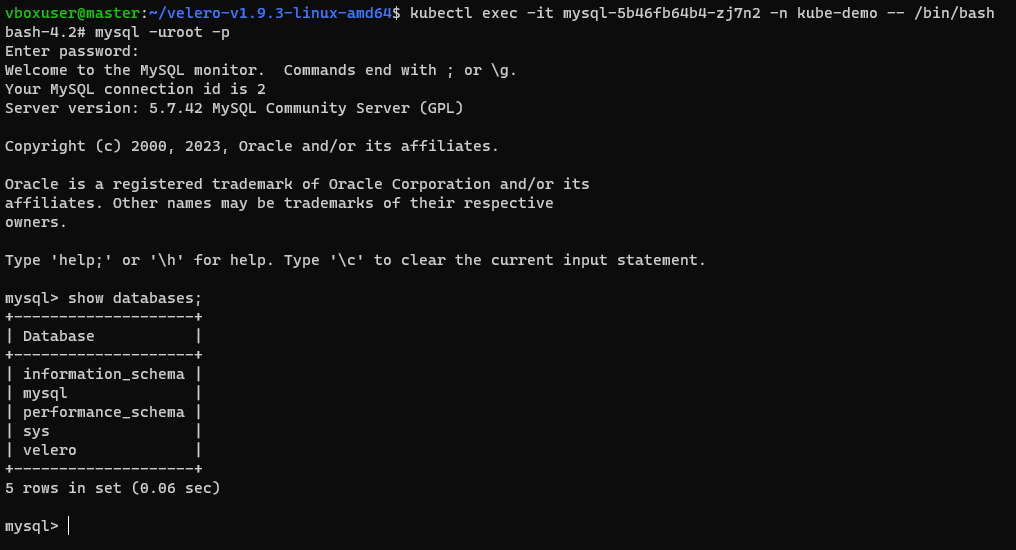 vboxuser@master:~/velero-v1.9.3-linux-amd64$ kubectl exec -it mysql-5b46fb64b4-zj7n2 -n kube-demo -- /bin/bash
bash-4.2# mysql -uroot -p
Enter password:
Welcome to the MySQL monitor.  Commands end with ; or \g.
Your MySQL connection id is 2
Server version: 5.7.42 MySQL Community Server (GPL)

Copyright (c) 2000, 2023, Oracle and/or its affiliates.

Oracle is a registered trademark of Oracle Corporation and/or its
affiliates. Other names may be trademarks of their respective
owners.

Type 'help;' or '\h' for help. Type '\c' to clear the current input statement.

mysql> show databases;
+--------------------+
| Database           |
+--------------------+
| information_schema |
| mysql              |
| performance_schema |
| sys                |
| velero             |
+--------------------+
5 rows in set (0.06 sec)

mysql>